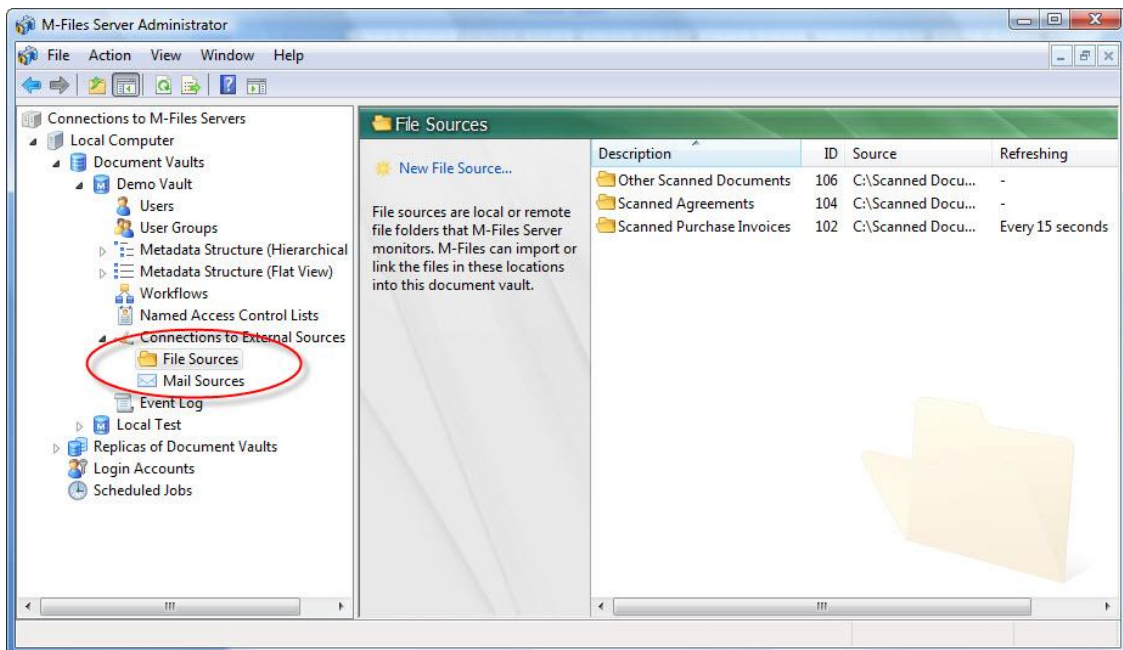 M-Files Server Administrator
File Action View Window Help
Connections to M-Files Servers
Local Computer
Document Vaults
Demo Vault
Users
User Groups
Metadata Structure (Hierarchical
Metadata Structure (Flat View)
Workflows
Named Access Control Lists
Connections to External Sources
File Sources
Mail Sources
Event Log
Local Test
Replicas of Document Vaults
Login Accounts
Scheduled Jobs
File Sources
New File Source...
File sources are local or remote
file folders that M-Files Server
monitors. M-Files can import or
link the files in these locations
into this document vault.
Description ID Source Refreshing
Other Scanned Documents 106 C:\Scanned Docu... -
Scanned Agreements 104 C:\Scanned Docu... -
Scanned Purchase Invoices 102 C:\Scanned Docu... Every 15 seconds